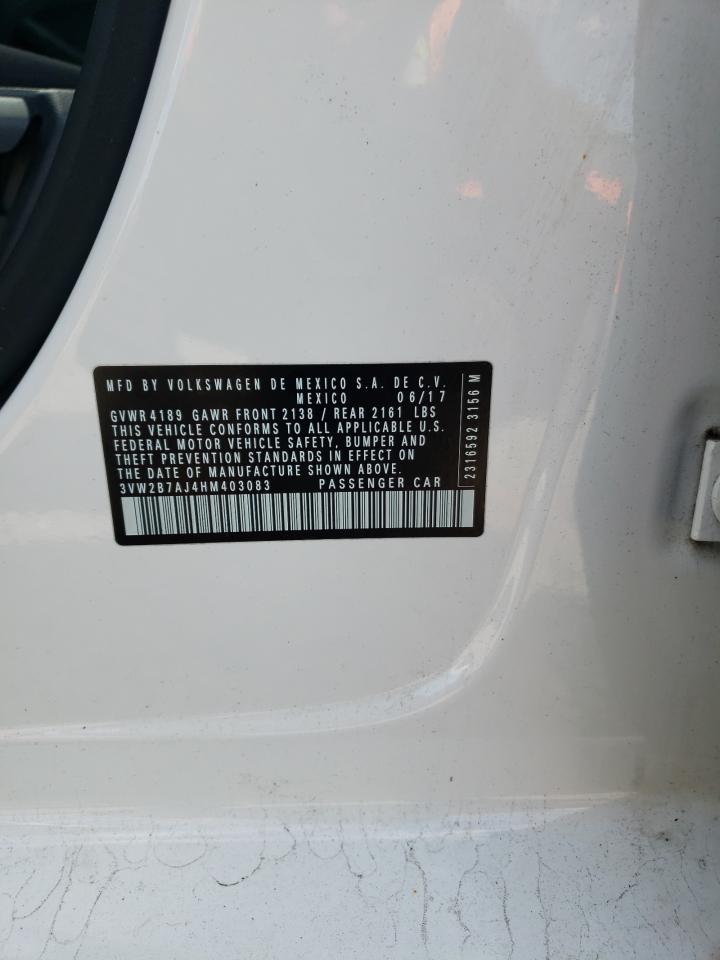 MFD BY VOLKSWAGEN DE MEXICO S.A. DE C.V.
MEXICO 06/17
GVWR 4189 GAWR FRONT 2138 / REAR 2161 LBS
THIS VEHICLE CONFORMS TO ALL APPLICABLE U.S.
FEDERAL MOTOR VEHICLE SAFETY, BUMPER AND
THEFT PREVENTION STANDARDS IN EFFECT ON
THE DATE OF MANUFACTURE SHOWN ABOVE.
3VW2B7AJ4HM403083 PASSENGER CAR
2316592 3156 M